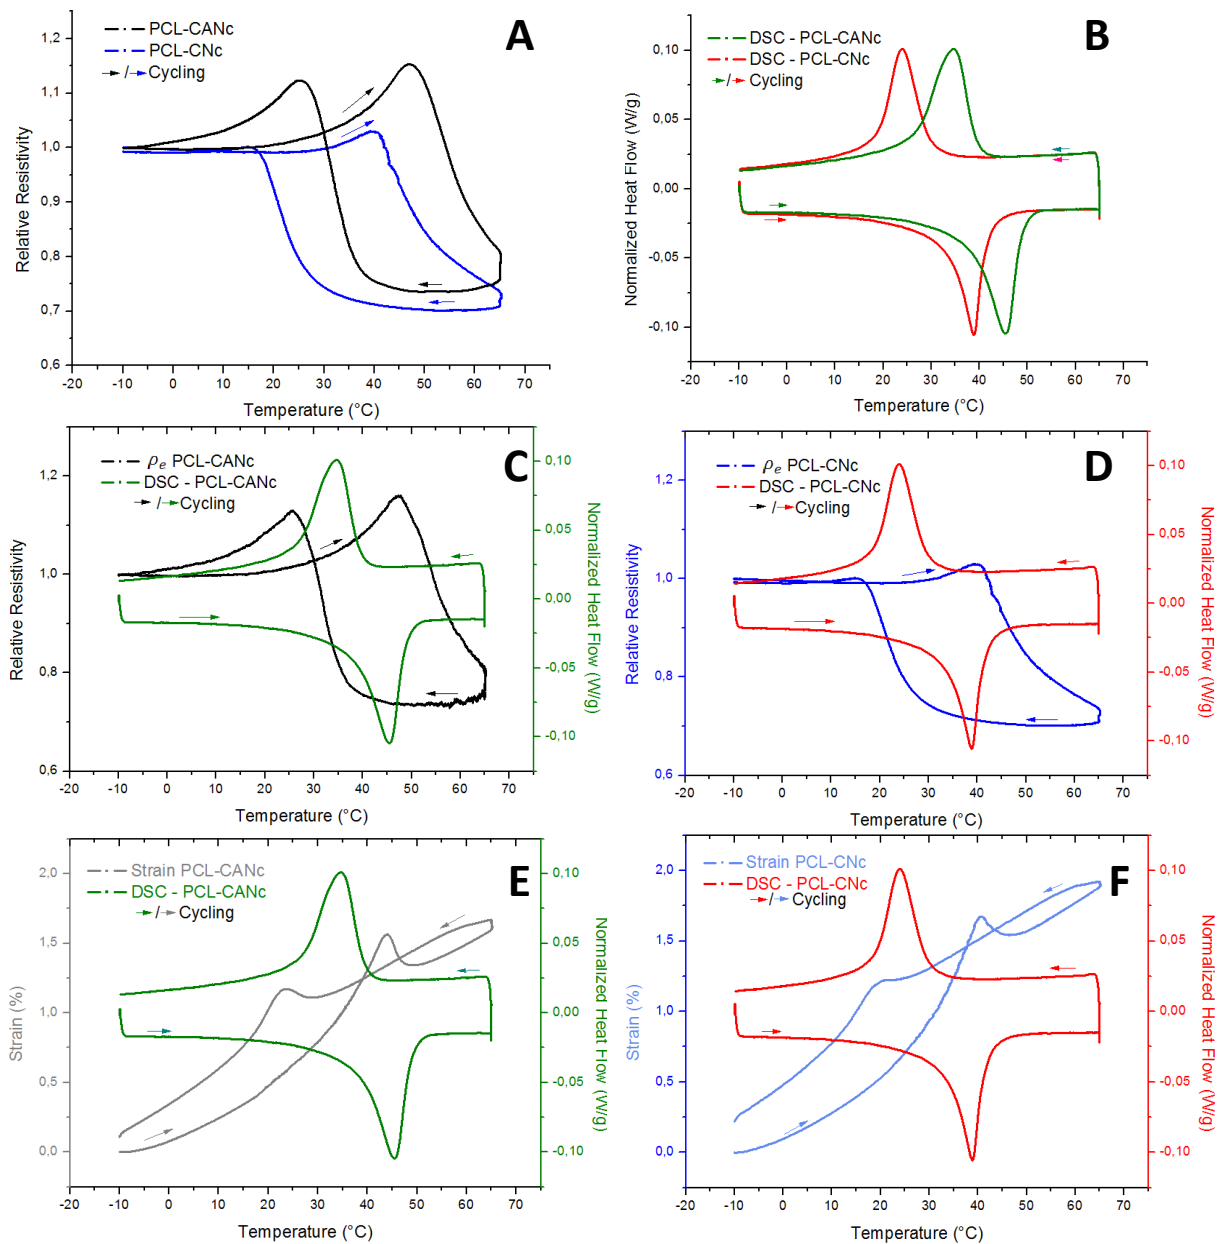 A
PCL-CANc
PCL-CNc
/ Cycling
1,2
1,1
1,0
0,9
0,8
0,7
0,6
Relative Resistivity
-20 -10 0 10 20 30 40 50 60 70
Temperature (°C)
B
DSC - PCL-CANc
DSC - PCL-CNc
/ Cycling
0,10
0,05
0,00
-0,05
-0,10
Normalized Heat Flow (W/g)
-20 -10 0 10 20 30 40 50 60 70
Temperature (°C)
C
ρe PCL-CANc
DSC - PCL-CANc
/ Cycling
1,2
1,0
0,8
0,6
Relative Resistivity
0,10
0,05
0,00
-0,05
-0,10
Normalized Heat Flow (W/g)
-20 -10 0 10 20 30 40 50 60 70
Temperature (°C)
D
ρe PCL-CNc
DSC - PCL-CNc
/ Cycling
1,2
1,0
0,8
0,6
Relative Resistivity
0,10
0,05
0,00
-0,05
-0,10
Normalized Heat Flow (W/g)
-20 -10 0 10 20 30 40 50 60 70
Temperature (°C)
E
Strain PCL-CANc
DSC - PCL-CANc
/ Cycling
2,0
1,5
1,0
0,5
0,0
Strain (%)
0,10
0,05
0,00
-0,05
-0,10
Normalized Heat Flow (W/g)
-20 -10 0 10 20 30 40 50 60 70
Temperature (°C)
F
Strain PCL-CNc
DSC - PCL-CNc
/ Cycling
2,0
1,5
1,0
0,5
0,0
Strain (%)
0,10
0,05
0,00
-0,05
-0,10
Normalized Heat Flow (W/g)
-20 -10 0 10 20 30 40 50 60 70
Temperature (°C)